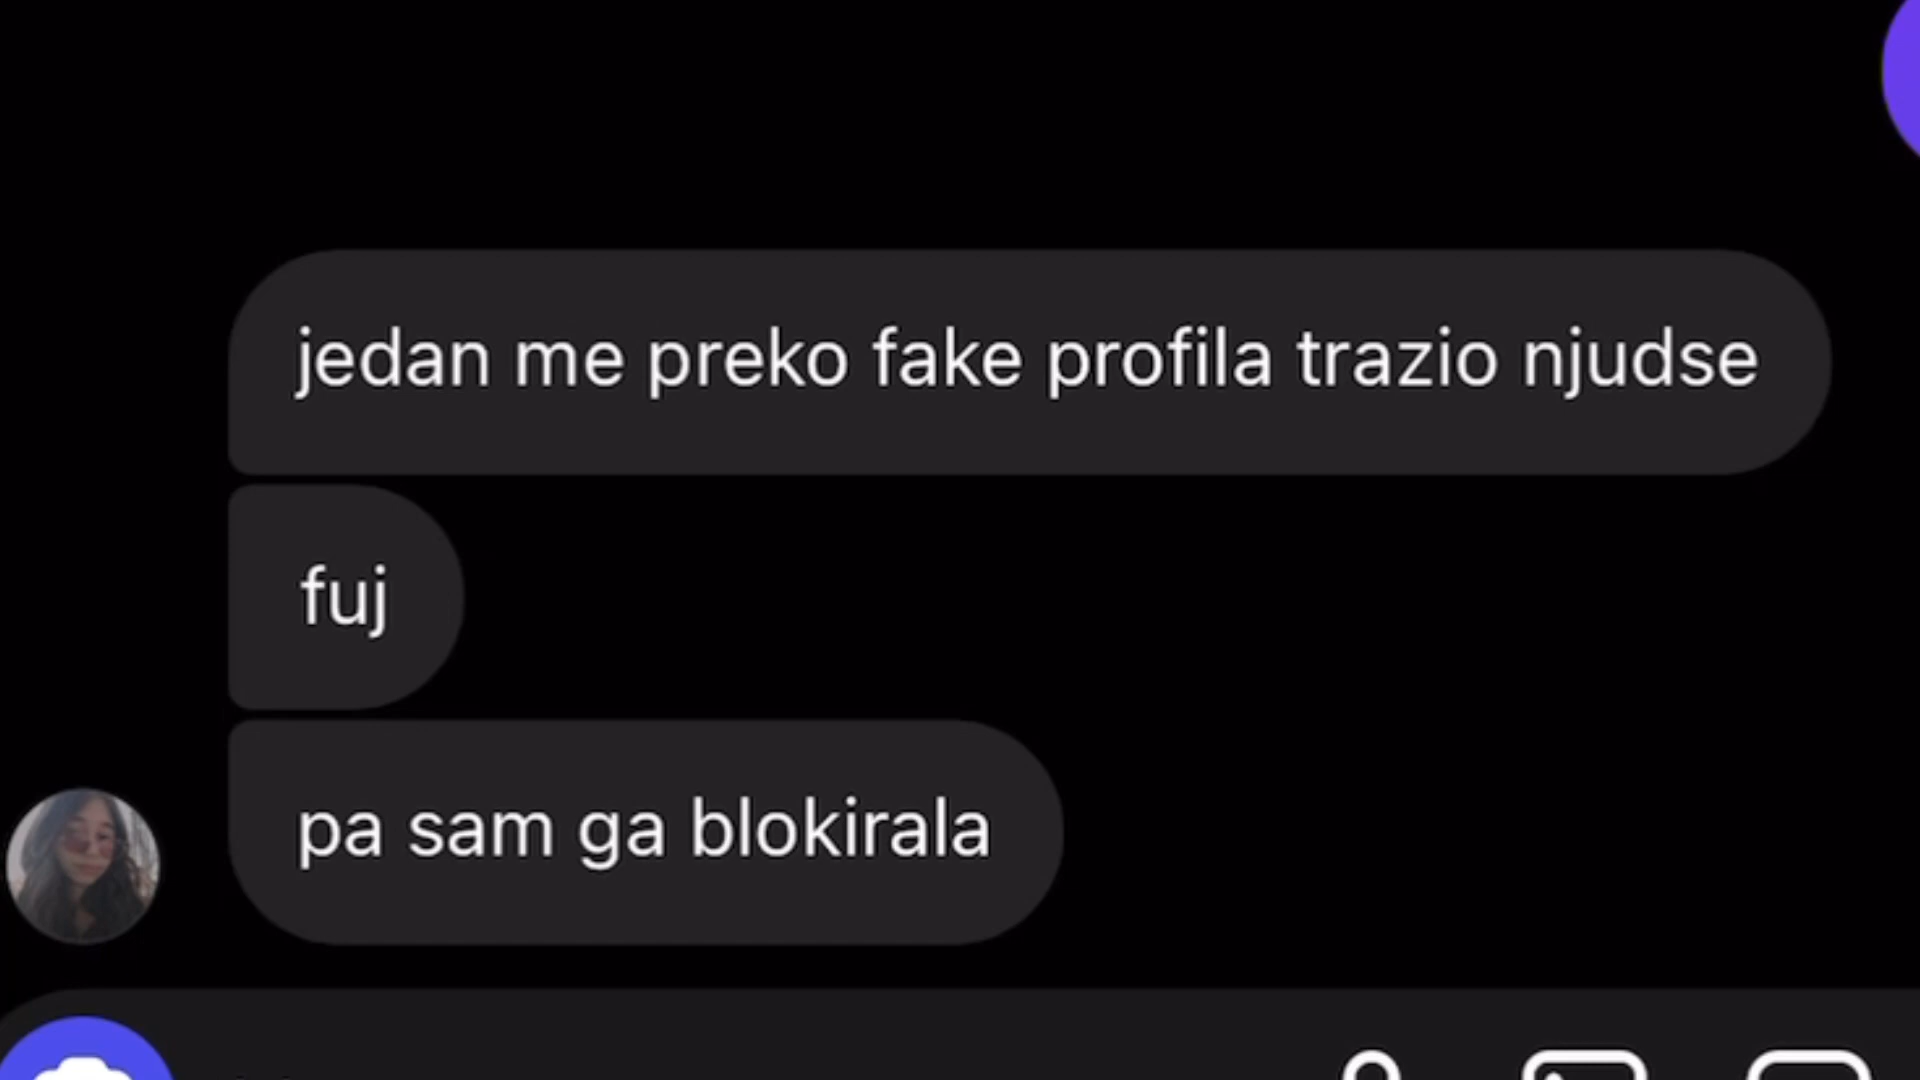 jedan me preko fake profila trazio njudse
fuj
pa sam ga blokirala